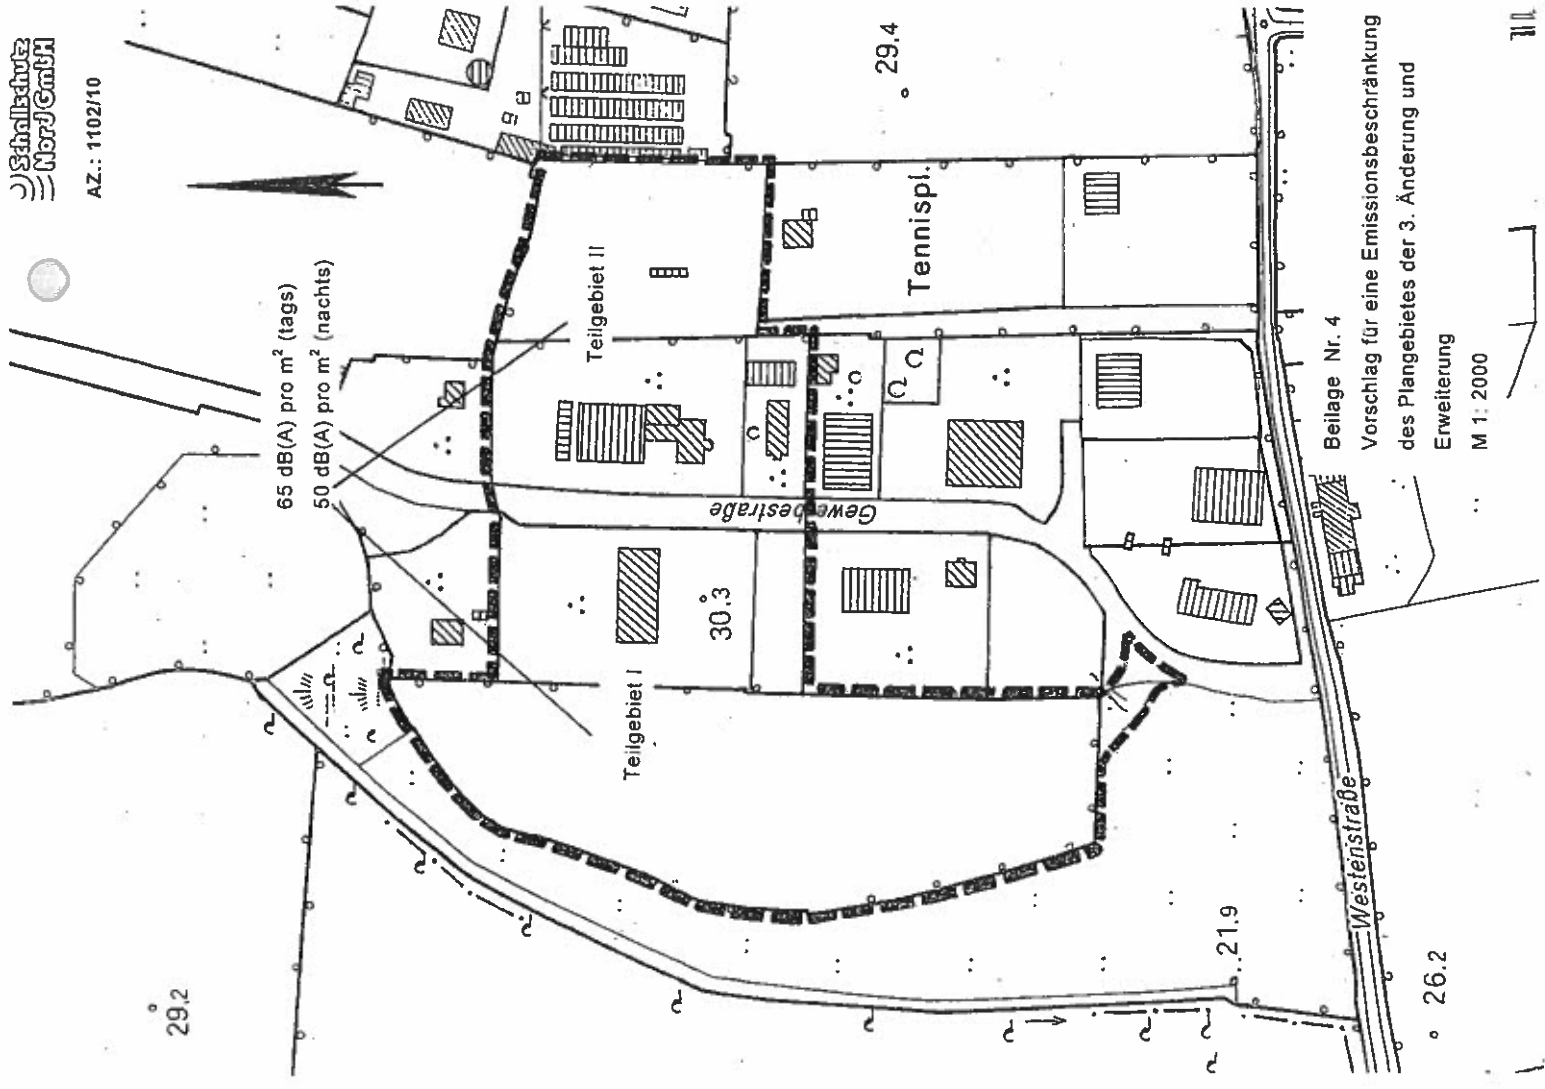 Schallschutz
Nord GmbH
AZ.: 1102/10
65 dB(A) pro m² (tags)
50 dB(A) pro m² (nachts)
Teilgebiet II
Teilgebiet I
29.4
Tennispl.
Gewerbestraße
30.3
29.2
21.9
26.2
Westenstraße
Beilage Nr. 4
Vorschlag für eine Emissionsbeschränkung
des Plangebietes der 3. Änderung und
Erweiterung
M 1: 2000